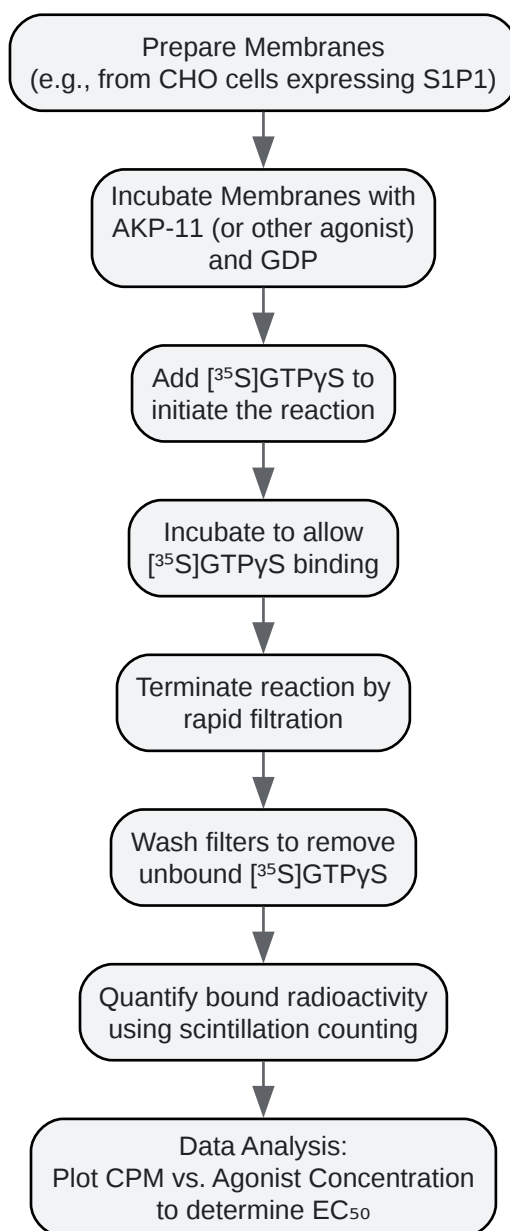 Prepare Membranes
(e.g., from CHO cells expressing S1P1)
Incubate Membranes with
AKP-11 (or other agonist)
and GDP
Add [³⁵S]GTPγS to
initiate the reaction
Incubate to allow
[³⁵S]GTPγS binding
Terminate reaction by
rapid filtration
Wash filters to remove
unbound [³⁵S]GTPγS
Quantify bound radioactivity
using scintillation counting
Data Analysis:
Plot CPM vs. Agonist Concentration
to determine EC₅₀